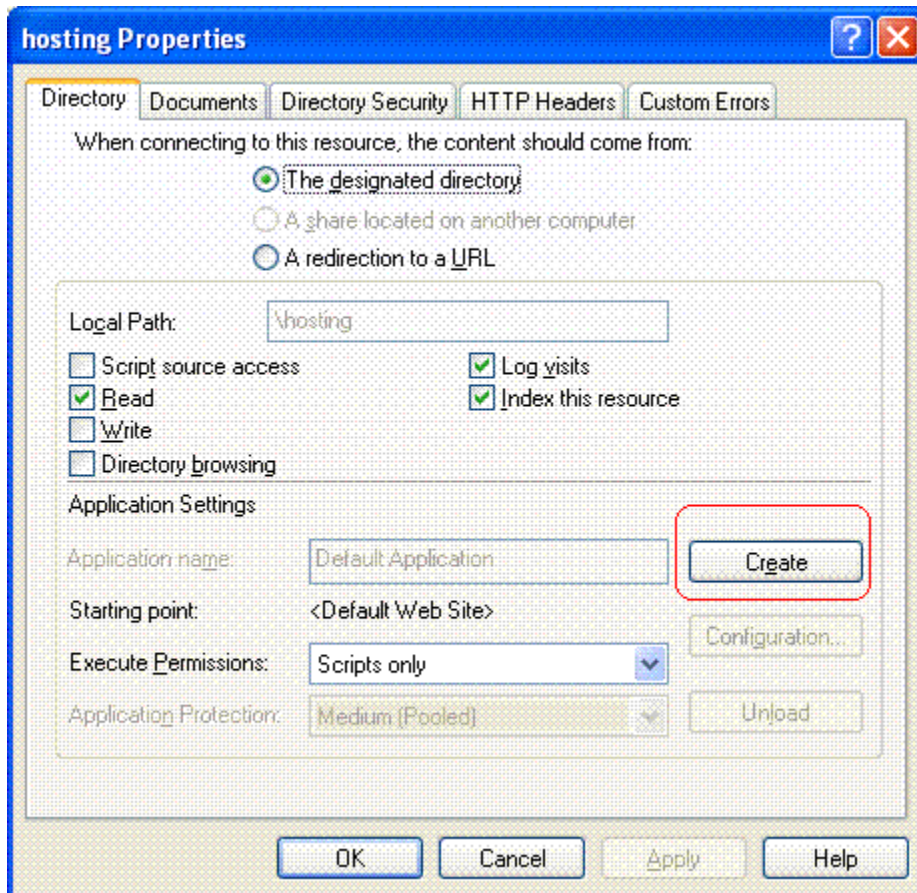 hosting Properties
Directory Documents Directory Security HTTP Headers Custom Errors
When connecting to this resource, the content should come from:
The designated directory
A share located on another computer
A redirection to a URL
Local Path: \hosting
Script source access Log visits
Read Index this resource
Write
Directory browsing
Application Settings
Application name: Default Application Create
Starting point: <Default Web Site>
Configuration...
Execute Permissions: Scripts only
Application Protection: Medium (Pooled) Unload
OK Cancel Apply Help